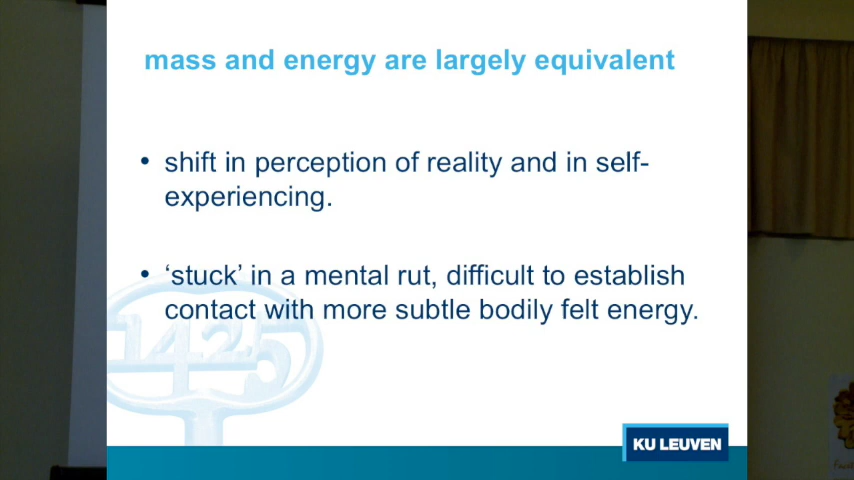 mass and energy are largely equivalent
• shift in perception of reality and in self-
experiencing.
• ‘stuck’ in a mental rut, difficult to establish
contact with more subtle bodily felt energy.
1425
KU LEUVEN